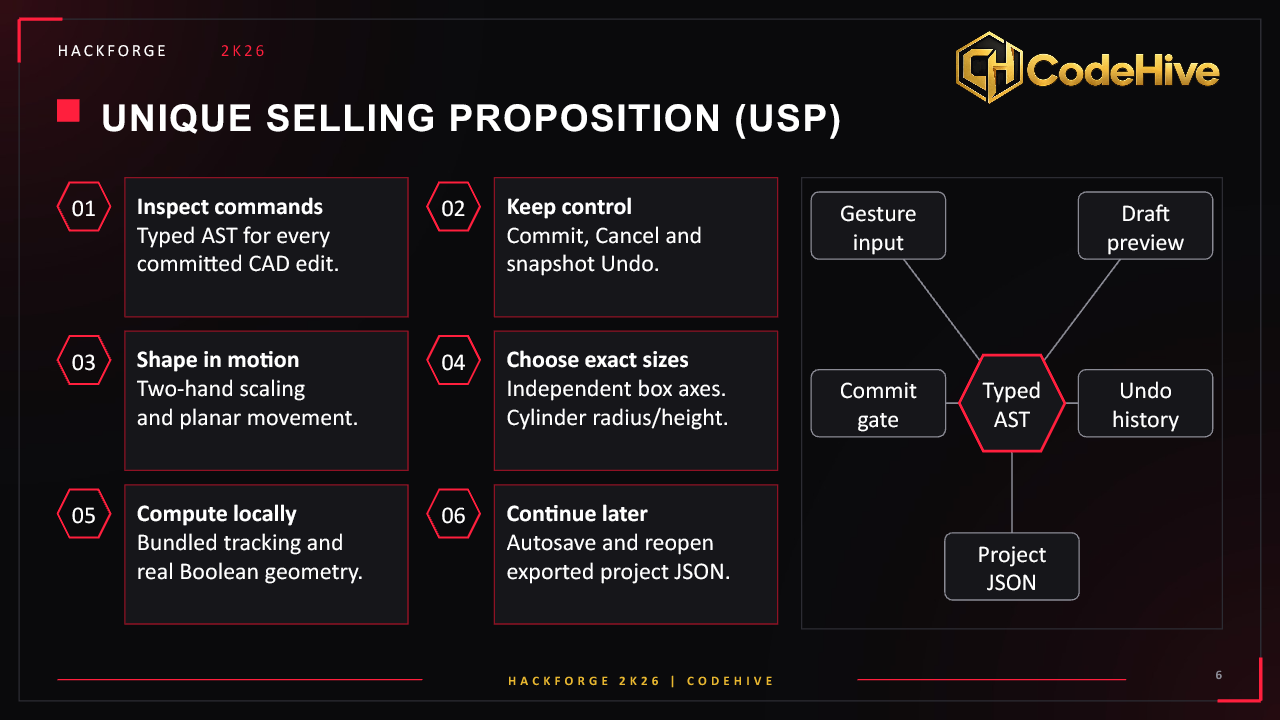 HACKFORGE 2K26
CodeHive
UNIQUE SELLING PROPOSITION (USP)
01
Inspect commands
Typed AST for every
committed CAD edit.
02
Keep control
Commit, Cancel and
snapshot Undo.
03
Shape in motion
Two-hand scaling
and planar movement.
04
Choose exact sizes
Independent box axes.
Cylinder radius/height.
05
Compute locally
Bundled tracking and
real Boolean geometry.
06
Continue later
Autosave and reopen
exported project JSON.
Gesture
input
Draft
preview
Commit
gate
Typed
AST
Undo
history
Project
JSON
HACKFORGE 2K26 | CODEHIVE
6